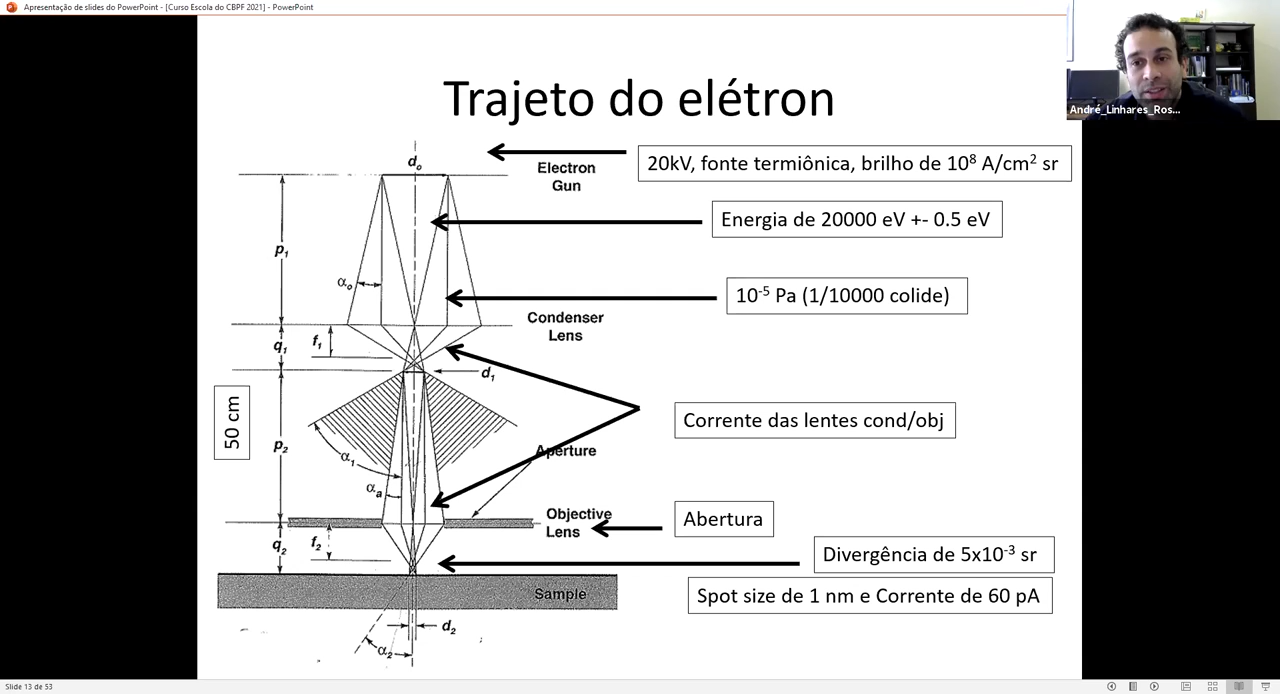 Apresentação de slides do PowerPoint - [Curso Escola do CBPF 2021] - PowerPoint
André_Linhares_Ros...
Trajeto do elétron
dₒ
Electron
Gun
20kV, fonte termiônica, brilho de 10⁸ A/cm² sr
Energia de 20000 eV +- 0.5 eV
p₁
αₒ
10⁻⁵ Pa (1/10000 colide)
Condenser
Lens
q₁
f₁
d₁
50 cm
Corrente das lentes cond/obj
p₂
α₁
Aperture
αₐ
Objective
Lens
Abertura
q₂
f₂
Divergência de 5x10⁻³ sr
Sample
Spot size de 1 nm e Corrente de 60 pA
d₂
α₂
Slide 13 de 53